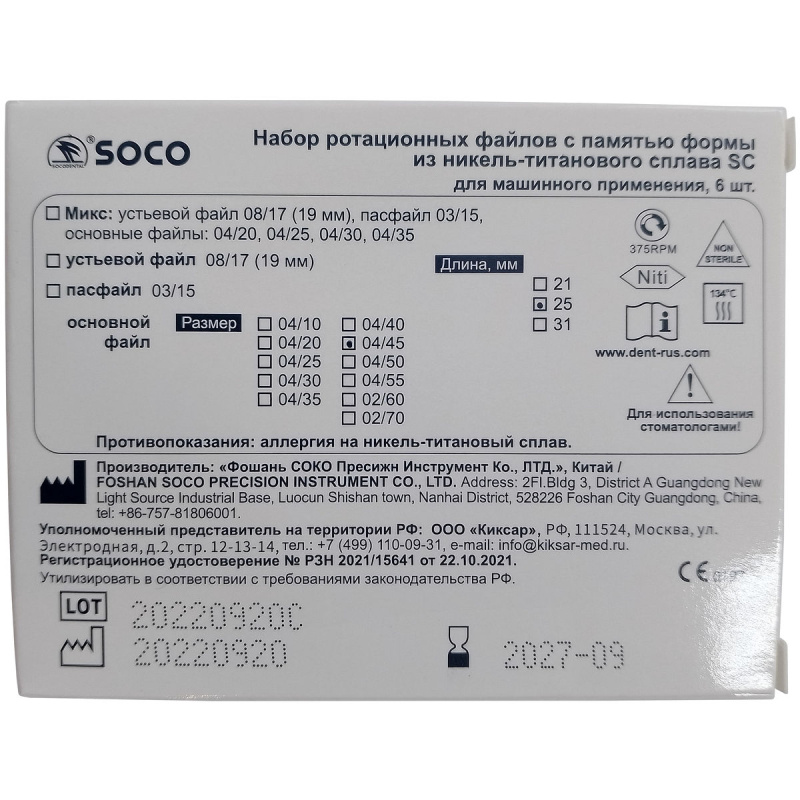 SOCO
SOCODENTAL
®
Набор ротационных файлов с памятью формы
из никель-титанового сплава SC
для машинного применения, 6 шт.
Микс: устьевой файл 08/17 (19 мм), пасфайл 03/15,
основные файлы: 04/20, 04/25, 04/30, 04/35
устьевой файл 08/17 (19 мм)
пасфайл 03/15
основной
файл
Размер
04/10 04/40
04/20 04/45
04/25 04/50
04/30 04/55
04/35 02/60
02/70
Длина, мм
21
25
31
375RPM
NON
STERILE
Niti
134°C
i
www.dent-rus.com
!
Для использования
стоматологами!
Противопоказания: аллергия на никель-титановый сплав.
Производитель: «Фошань СОКО Пресижн Инструмент Ко., ЛТД.», Китай /
FOSHAN SOCO PRECISION INSTRUMENT CO., LTD. Address: 2Fl.Bldg 3, District A Guangdong New
Light Source Industrial Base, Luocun Shishan town, Nanhai District, 528226 Foshan City Guangdong, China,
tel: +86-757-81806001.
Уполномоченный представитель на территории РФ: ООО «Киксар», РФ, 111524, Москва, ул.
Электродная, д.2, стр. 12-13-14, тел.: +7 (499) 110-09-31, e-mail: info@kiksar-med.ru.
Регистрационное удостоверение № РЗН 2021/15641 от 22.10.2021.
Утилизировать в соответствии с требованиями законодательства РФ.
CE
LOT 20220920C
20220920
2027-09